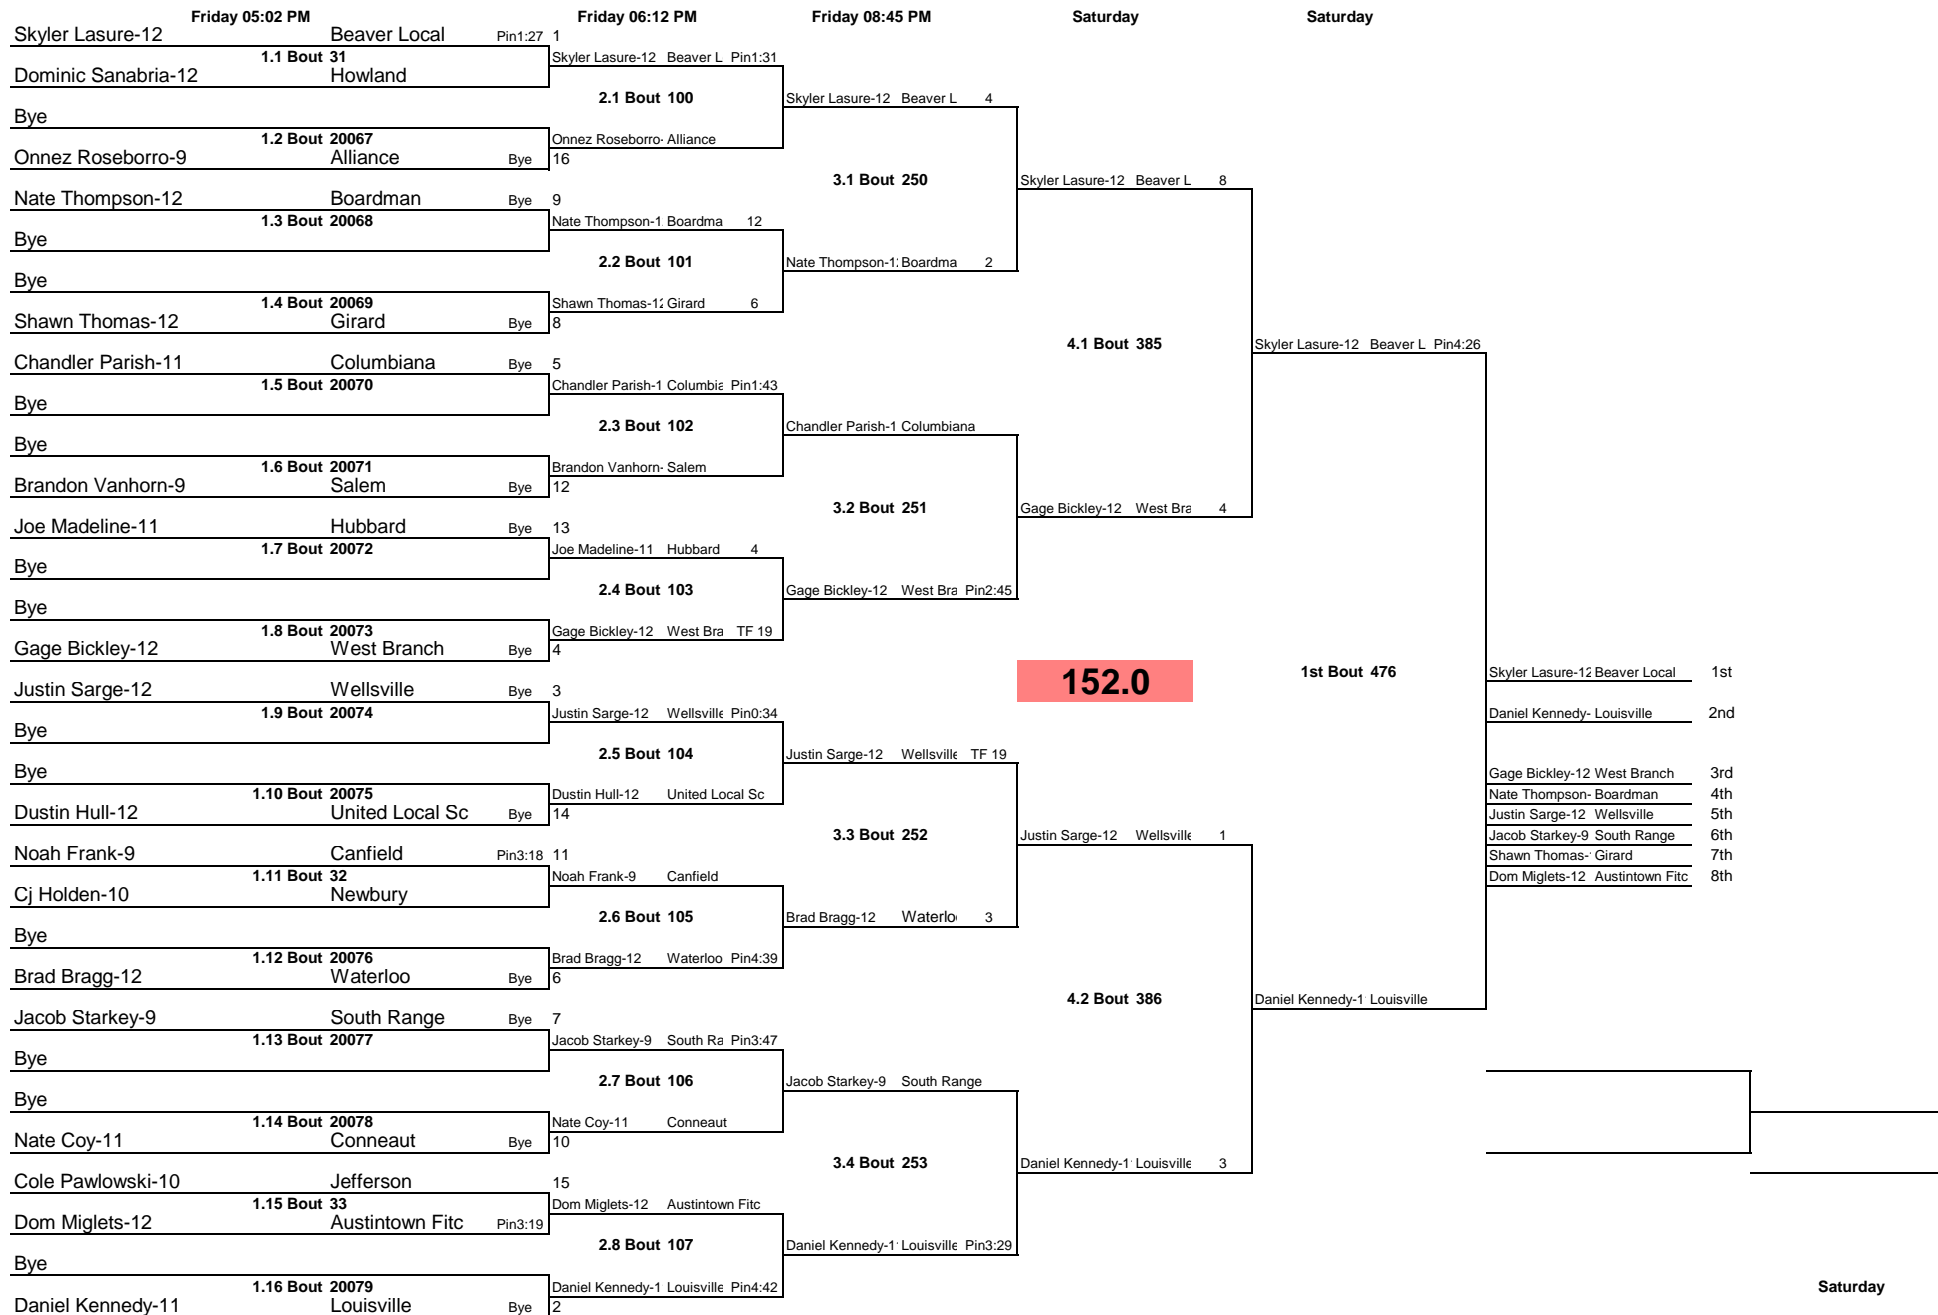 Friday 05:02 PM Friday 06:12 PM Friday 08:45 PM Saturday Saturday
Skyler Lasure-12 Beaver Local Pin1:27 1
1.1 Bout 31 Skyler Lasure-12 Beaver L Pin1:31
Dominic Sanabria-12 Howland
2.1 Bout 100 Skyler Lasure-12 Beaver L 4
Bye
1.2 Bout 20067 Onnez Roseborro- Alliance
Onnez Roseborro-9 Alliance Bye 16
3.1 Bout 250 Skyler Lasure-12 Beaver L 8
Nate Thompson-12 Boardman Bye 9
1.3 Bout 20068 Nate Thompson-1 Boardma 12
Bye
2.2 Bout 101 Nate Thompson-1 Boardma 2
Bye
1.4 Bout 20069 Shawn Thomas-12 Girard 6
Shawn Thomas-12 Girard Bye 8
4.1 Bout 385 Skyler Lasure-12 Beaver L Pin4:26
Chandler Parish-11 Columbiana Bye 5
1.5 Bout 20070 Chandler Parish-1 Columbia Pin1:43
Bye
2.3 Bout 102 Chandler Parish-1 Columbiana
Bye
1.6 Bout 20071 Brandon Vanhorn- Salem
Brandon Vanhorn-9 Salem Bye 12
3.2 Bout 251 Gage Bickley-12 West Bra 4
Joe Madeline-11 Hubbard Bye 13
1.7 Bout 20072 Joe Madeline-11 Hubbard 4
Bye
2.4 Bout 103 Gage Bickley-12 West Bra Pin2:45
Bye
1.8 Bout 20073 Gage Bickley-12 West Bra TF 19
Gage Bickley-12 West Branch Bye 4
152.0 1st Bout 476 Skyler Lasure-12 Beaver Local 1st
Justin Sarge-12 Wellsville Bye 3
1.9 Bout 20074 Justin Sarge-12 Wellsville Pin0:34 Daniel Kennedy- Louisville 2nd
Bye
2.5 Bout 104 Justin Sarge-12 Wellsville TF 19
Bye Gage Bickley-12 West Branch 3rd
1.10 Bout 20075 Dustin Hull-12 United Local Sc Nate Thompson- Boardman 4th
Dustin Hull-12 United Local Sc Bye 14 Justin Sarge-12 Wellsville 5th
3.3 Bout 252 Justin Sarge-12 Wellsville 1 Jacob Starkey-9 South Range 6th
Noah Frank-9 Canfield Pin3:18 11 Shawn Thomas- Girard 7th
1.11 Bout 32 Noah Frank-9 Canfield Dom Miglets-12 Austintown Fitc 8th
Cj Holden-10 Newbury
2.6 Bout 105 Brad Bragg-12 Waterloo 3
Bye
1.12 Bout 20076 Brad Bragg-12 Waterloo Pin4:39
Brad Bragg-12 Waterloo Bye 6
4.2 Bout 386 Daniel Kennedy-1 Louisville
Jacob Starkey-9 South Range Bye 7
1.13 Bout 20077 Jacob Starkey-9 South Ra Pin3:47
Bye
2.7 Bout 106 Jacob Starkey-9 South Range
Bye
1.14 Bout 20078 Nate Coy-11 Conneaut
Nate Coy-11 Conneaut Bye 10
3.4 Bout 253 Daniel Kennedy-1 Louisville 3
Cole Pawlowski-10 Jefferson 15
1.15 Bout 33 Dom Miglets-12 Austintown Fitc
Dom Miglets-12 Austintown Fitc Pin3:19
2.8 Bout 107 Daniel Kennedy-1 Louisville Pin3:29
Bye
1.16 Bout 20079 Daniel Kennedy-1 Louisville Pin4:42 Saturday
Daniel Kennedy-11 Louisville Bye 2